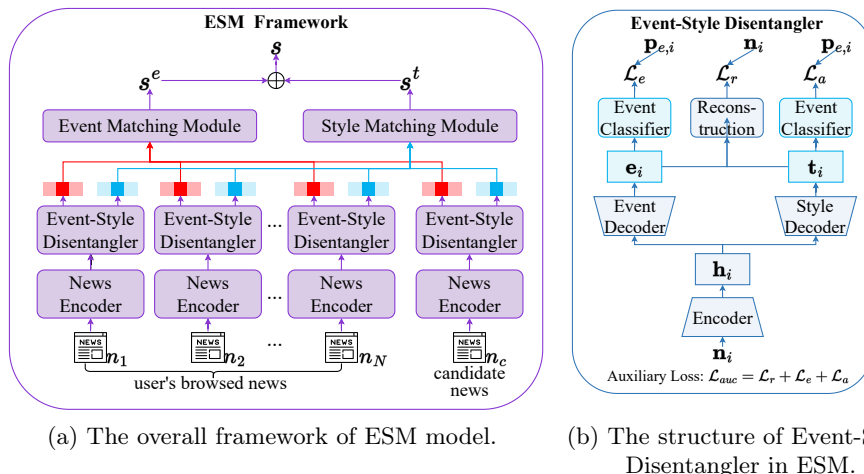 ESM Framework
s
s^e
s^t
Event Matching Module
Style Matching Module
Event-Style Disentangler
Event-Style Disentangler
...
Event-Style Disentangler
Event-Style Disentangler
News Encoder
News Encoder
...
News Encoder
News Encoder
NEWS n_1
NEWS n_2
...
NEWS n_N
NEWS n_c
user's browsed news
candidate news
(a) The overall framework of ESM model.
Event-Style Disentangler
p_{e,i}
n_i
p_{e,i}
L_e
L_r
L_a
Event Classifier
Recons-truction
Event Classifier
e_i
t_i
Event Decoder
Style Decoder
h_i
Encoder
n_i
Auxiliary Loss: L_{auc} = L_r + L_e + L_a
(b) The structure of Event-S
Disentangler in ESM.